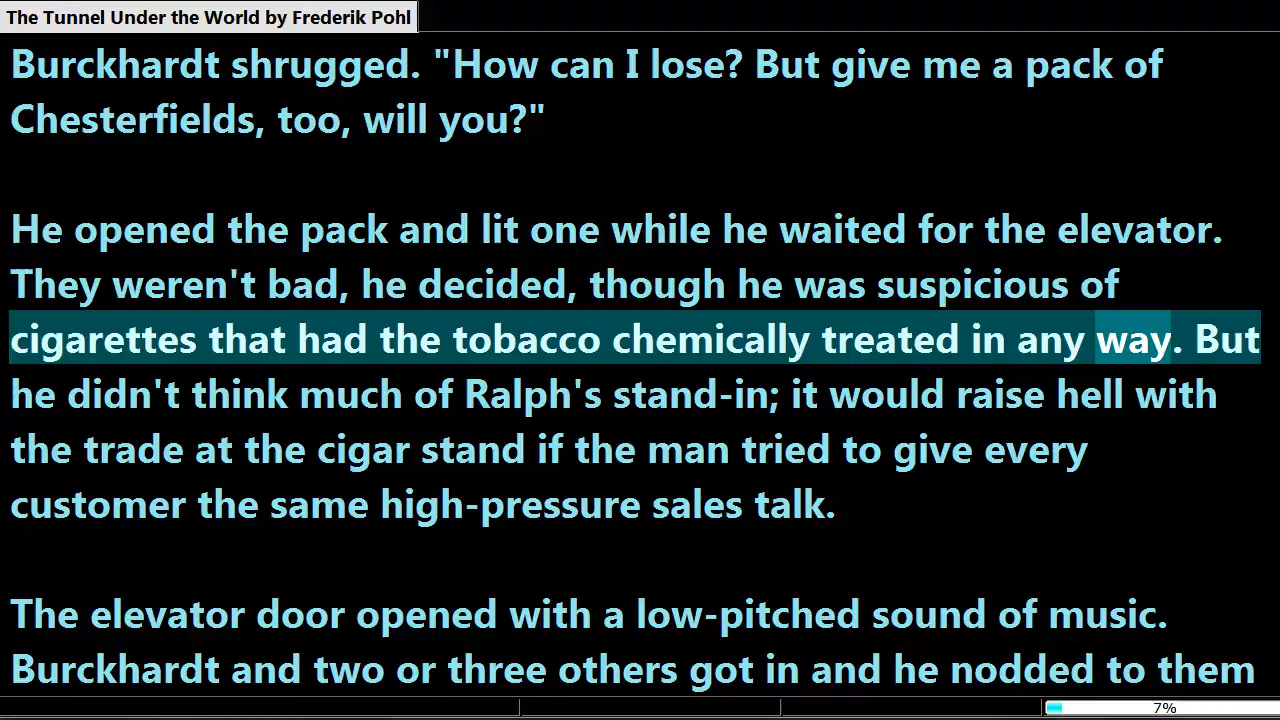 The Tunnel Under the World by Frederik Pohl
Burckhardt shrugged. "How can I lose? But give me a pack of
Chesterfields, too, will you?"
He opened the pack and lit one while he waited for the elevator.
They weren't bad, he decided, though he was suspicious of
cigarettes that had the tobacco chemically treated in any way. But
he didn't think much of Ralph's stand-in; it would raise hell with
the trade at the cigar stand if the man tried to give every
customer the same high-pressure sales talk.
The elevator door opened with a low-pitched sound of music.
Burckhardt and two or three others got in and he nodded to them
7%